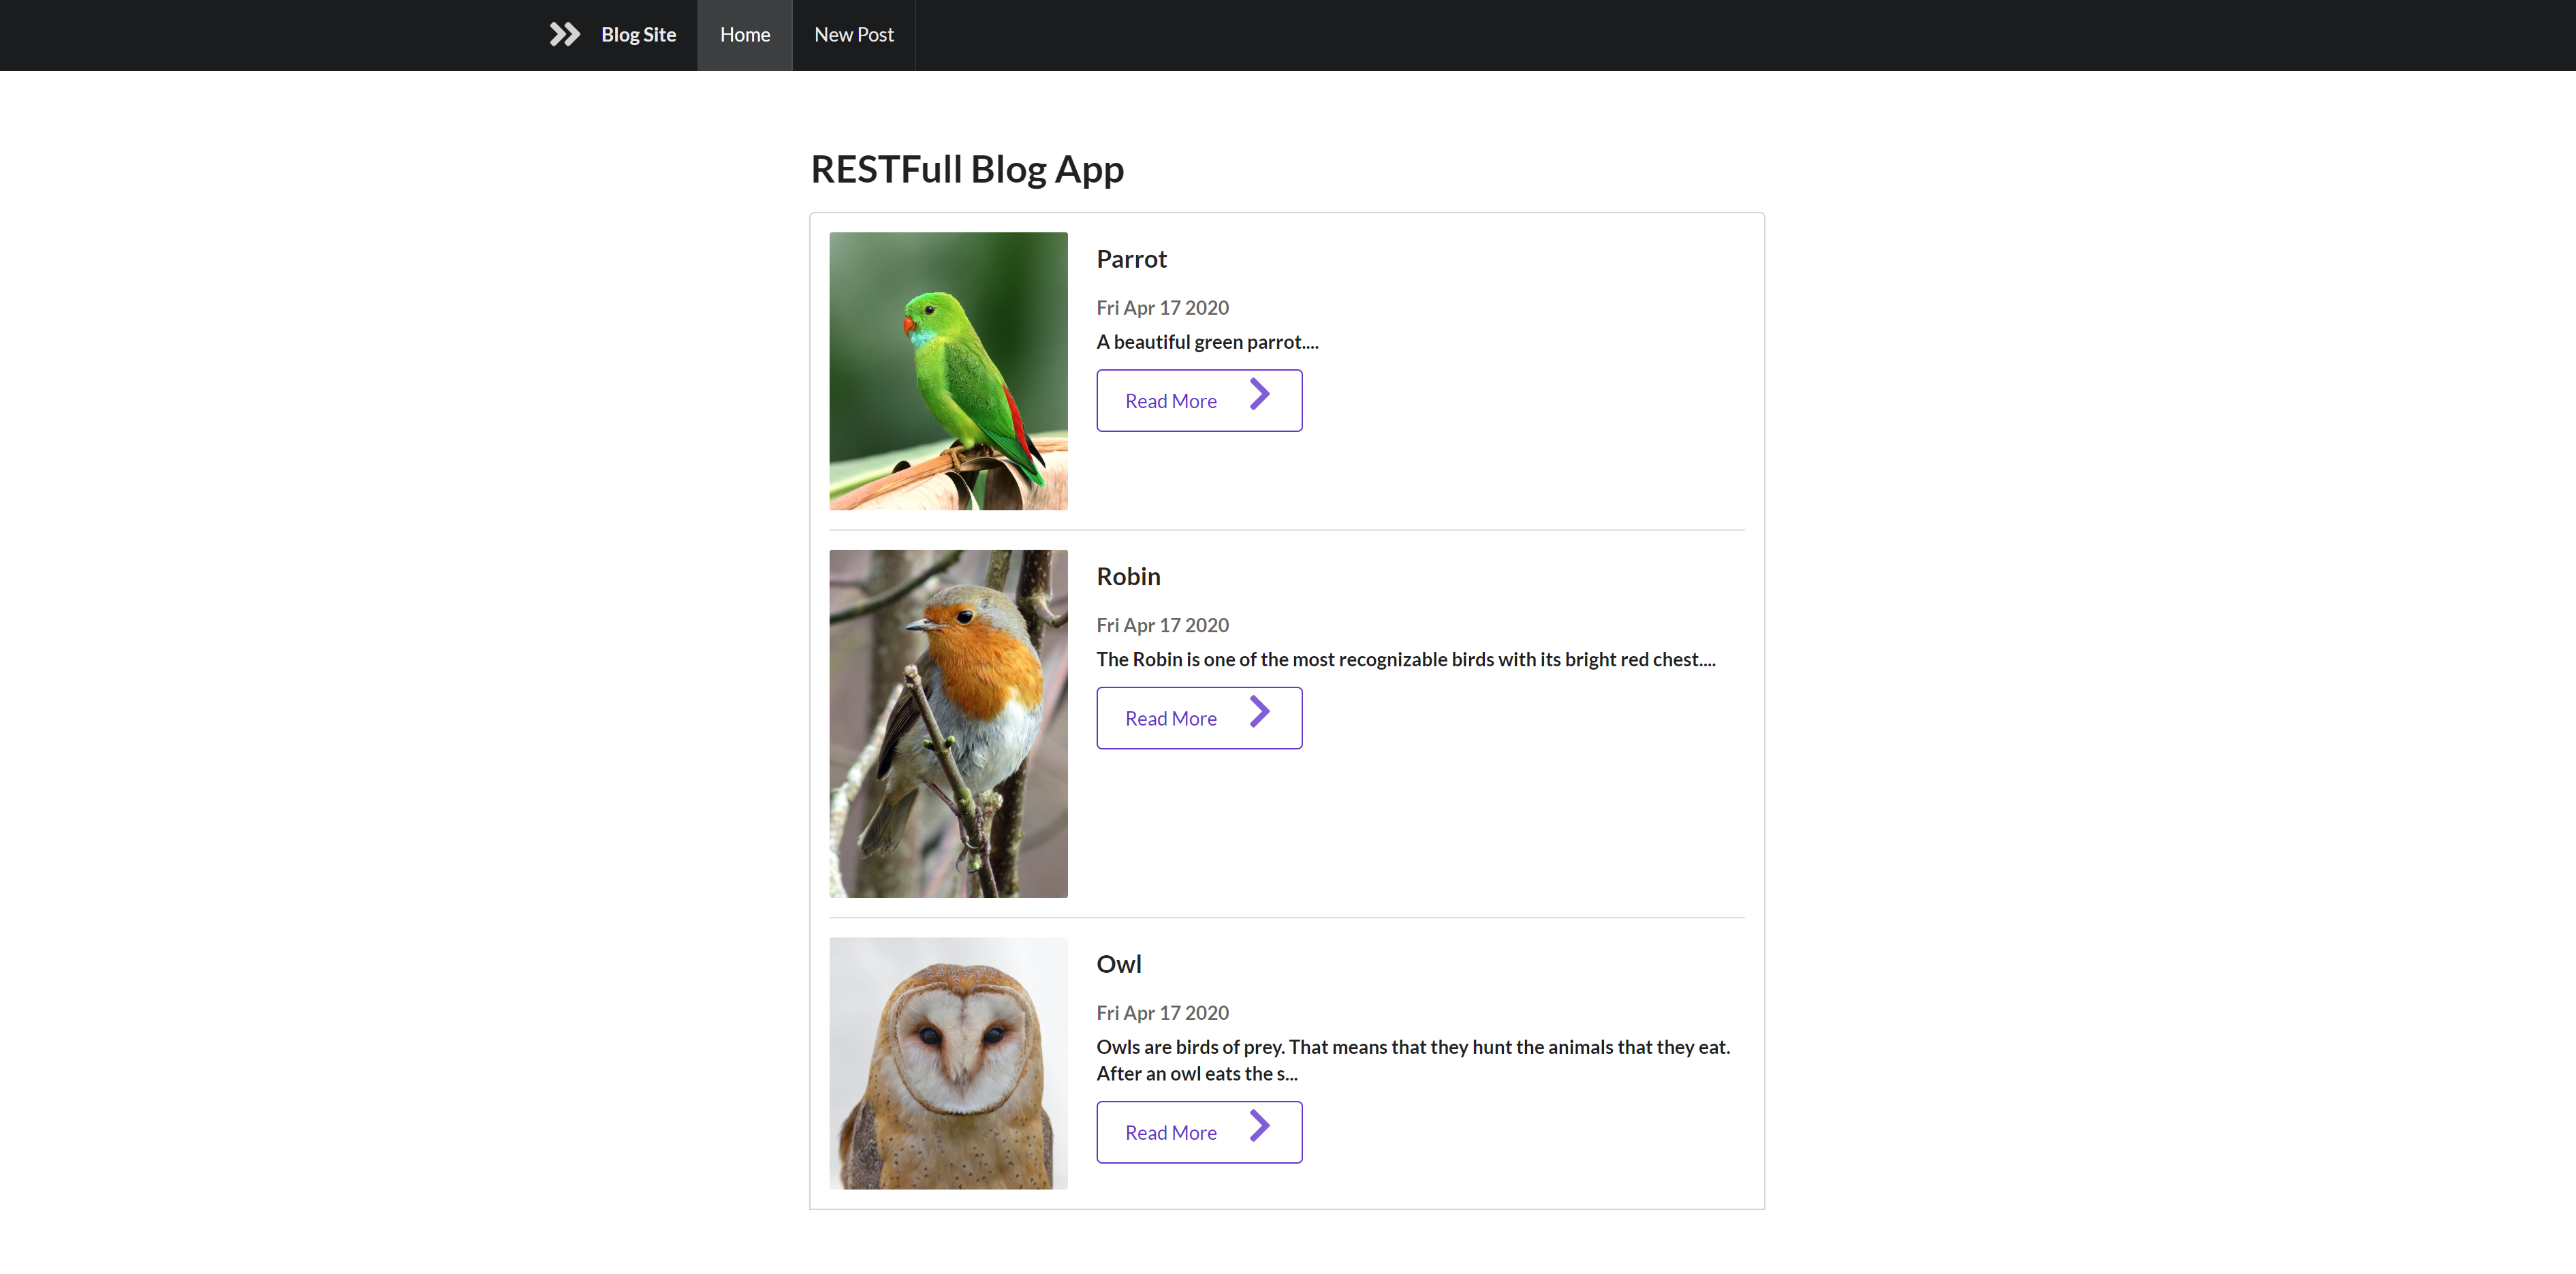 Blog Site
Home
New Post
RESTFull Blog App
Parrot
Fri Apr 17 2020
A beautiful green parrot....
Read More
Robin
Fri Apr 17 2020
The Robin is one of the most recognizable birds with its bright red chest....
Read More
Owl
Fri Apr 17 2020
Owls are birds of prey. That means that they hunt the animals that they eat.
After an owl eats the s...
Read More